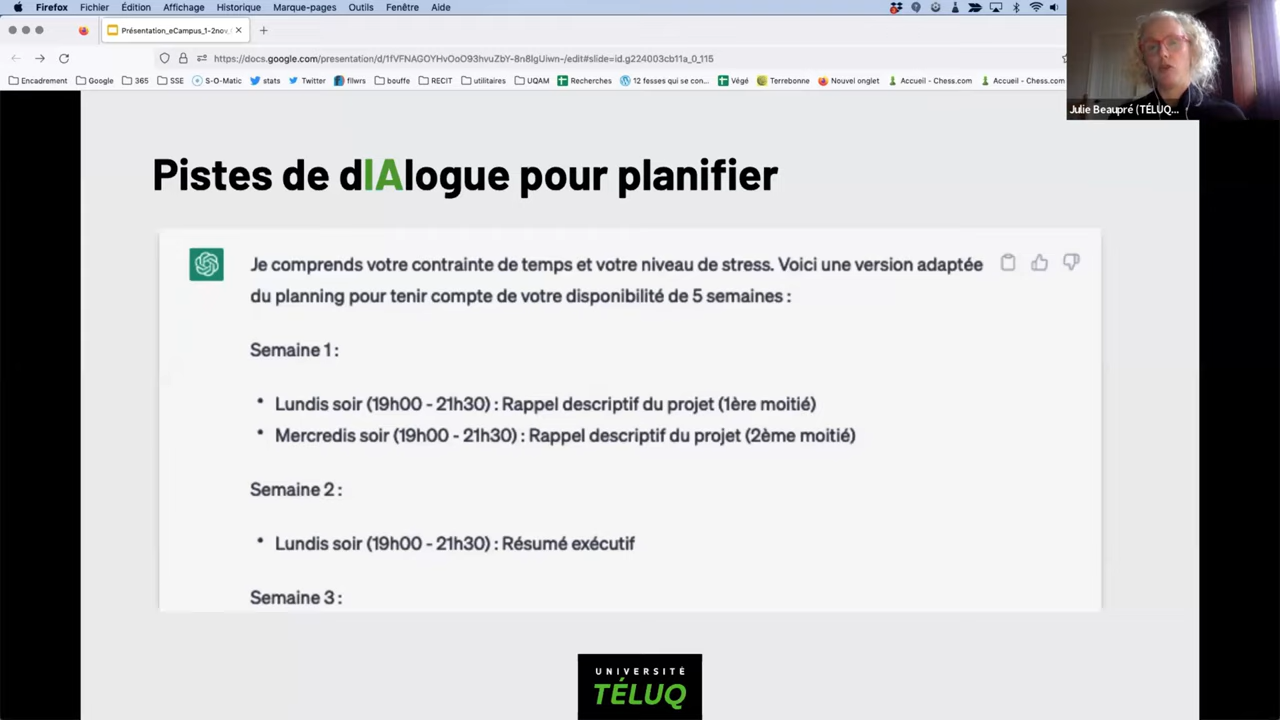 Firefox Fichier Édition Affichage Historique Marque-pages Outils Fenêtre Aide
Présentation_eCampus_1-2nov_
https://docs.google.com/presentation/d/1fVFNAGOYHvOoO93hvuZbY-8n8lgUiwn-/edit#slide=id.g224003cb11a_0_115
Encadrement Google 365 SSE S-O-Matic stats Twitter fllwrs bouffe RECIT utilitaires UQAM Recherches 12 fesses qui se con... Végé Terrebonne Nouvel onglet Accueil - Chess.com Accueil - Chess.com
Julie Beaupré (TÉLUQ...
Pistes de dIAlogue pour planifier
Je comprends votre contrainte de temps et votre niveau de stress. Voici une version adaptée
du planning pour tenir compte de votre disponibilité de 5 semaines :
Semaine 1 :
• Lundis soir (19h00 - 21h30) : Rappel descriptif du projet (1ère moitié)
• Mercredis soir (19h00 - 21h30) : Rappel descriptif du projet (2ème moitié)
Semaine 2 :
• Lundis soir (19h00 - 21h30) : Résumé exécutif
Semaine 3 :
UNIVERSITÉ
TÉLUQ